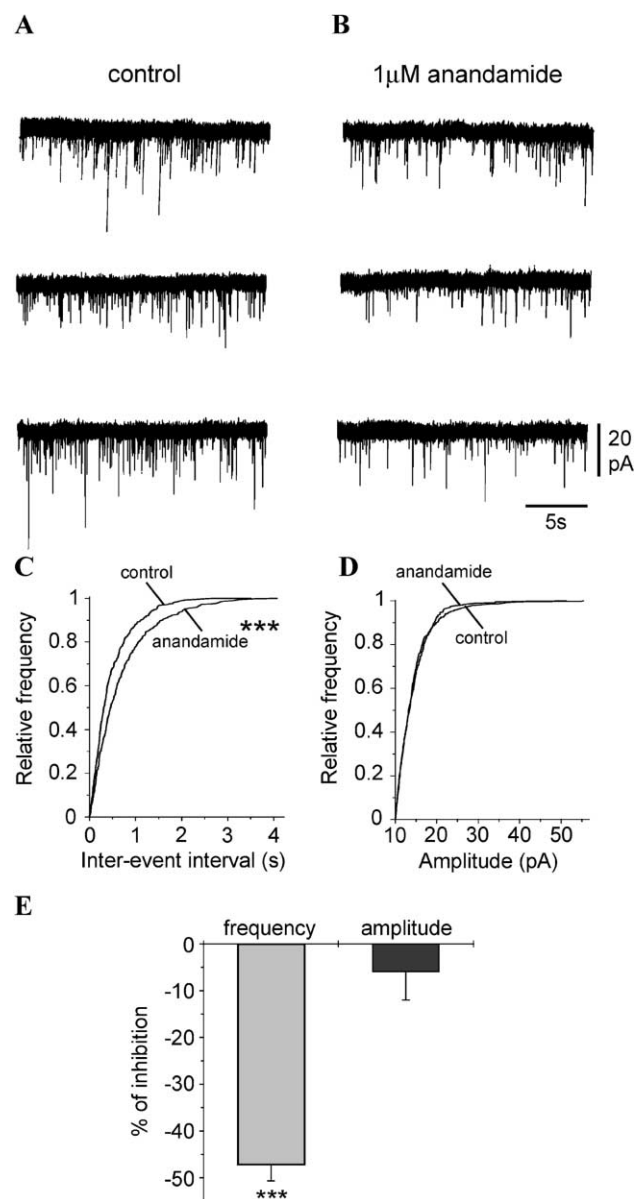 A
B
control
1μM anandamide
20
pA
5s
C
control
anandamide
***
Relative frequency
1
0.8
0.6
0.4
0.2
0
0 1 2 3 4
Inter-event interval (s)
D
anandamide
control
Relative frequency
1
0.8
0.6
0.4
0.2
0
10 20 30 40 50
Amplitude (pA)
E
frequency amplitude
% of inhibition
0
-10
-20
-30
-40
-50
***